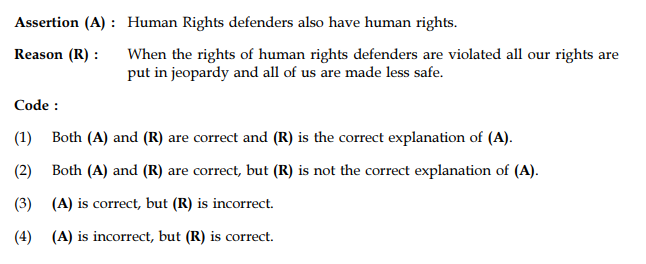 Assertion (A) : Human Rights defenders also have human rights.
Reason (R) : When the rights of human rights defenders are violated all our rights are
put in jeopardy and all of us are made less safe.
Code :
(1) Both (A) and (R) are correct and (R) is the correct explanation of (A).
(2) Both (A) and (R) are correct, but (R) is not the correct explanation of (A).
(3) (A) is correct, but (R) is incorrect.
(4) (A) is incorrect, but (R) is correct.